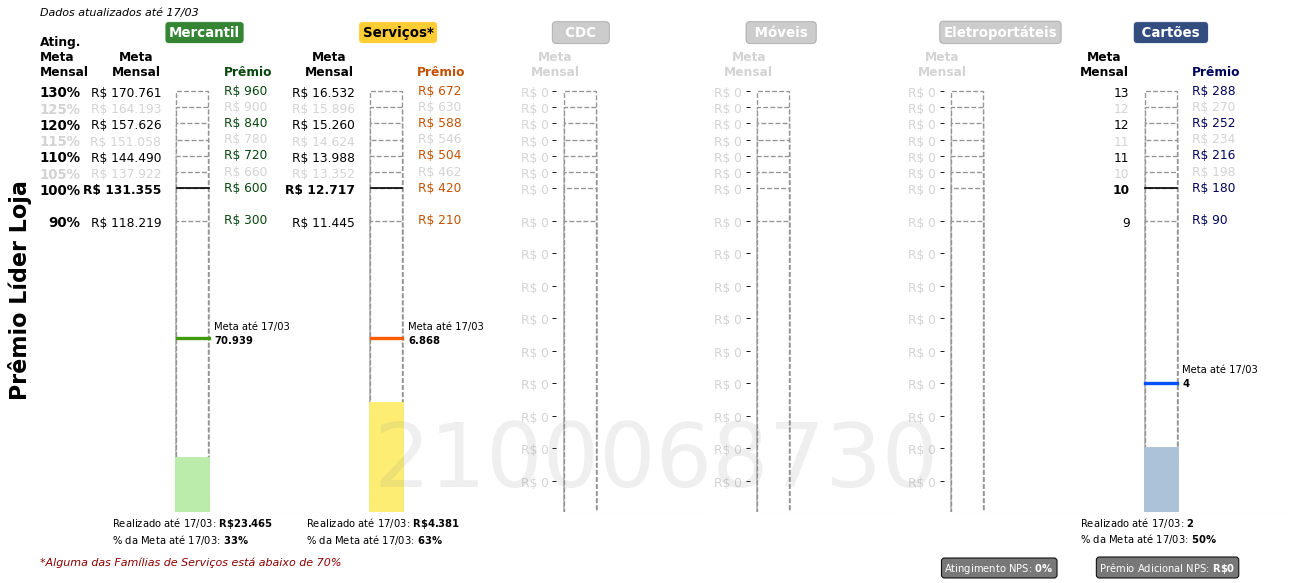 Dados atualizados até 17/03
Mercantil Serviços* CDC Móveis Eletroportáteis Cartões
Ating.
Meta Meta Meta Meta Meta Meta Meta
Mensal Mensal Prêmio Mensal Prêmio Mensal Mensal Mensal Mensal Prêmio
130% R$ 170.761 R$ 960 R$ 16.532 R$ 672 R$ 0 R$ 0 R$ 0 13 R$ 288
125% R$ 164.193 R$ 900 R$ 15.896 R$ 630 R$ 0 R$ 0 R$ 0 12 R$ 270
120% R$ 157.626 R$ 840 R$ 15.260 R$ 588 R$ 0 R$ 0 R$ 0 12 R$ 252
115% R$ 151.058 R$ 780 R$ 14.624 R$ 546 R$ 0 R$ 0 R$ 0 11 R$ 234
110% R$ 144.490 R$ 720 R$ 13.988 R$ 504 R$ 0 R$ 0 R$ 0 11 R$ 216
105% R$ 137.922 R$ 660 R$ 13.352 R$ 462 R$ 0 R$ 0 R$ 0 10 R$ 198
100% R$ 131.355 R$ 600 R$ 12.717 R$ 420 R$ 0 R$ 0 R$ 0 10 R$ 180
90% R$ 118.219 R$ 300 R$ 11.445 R$ 210 R$ 0 R$ 0 R$ 0 9 R$ 90
R$ 0 R$ 0 R$ 0
R$ 0 R$ 0 R$ 0
R$ 0 R$ 0 R$ 0
Meta até 17/03 Meta até 17/03
70.939 6.868
R$ 0 R$ 0 R$ 0
Meta até 17/03
R$ 0 R$ 0 R$ 0 4
R$ 0 R$ 0 R$ 0
R$ 0 R$ 0 R$ 0
R$ 0 R$ 0 R$ 0
2100068730
Prêmio Líder Loja
Realizado até 17/03: R$23.465 Realizado até 17/03: R$4.381 Realizado até 17/03: 2
% da Meta até 17/03: 33% % da Meta até 17/03: 63% % da Meta até 17/03: 50%
*Alguma das Famílias de Serviços está abaixo de 70%
Atingimento NPS: 0% Prêmio Adicional NPS: R$0